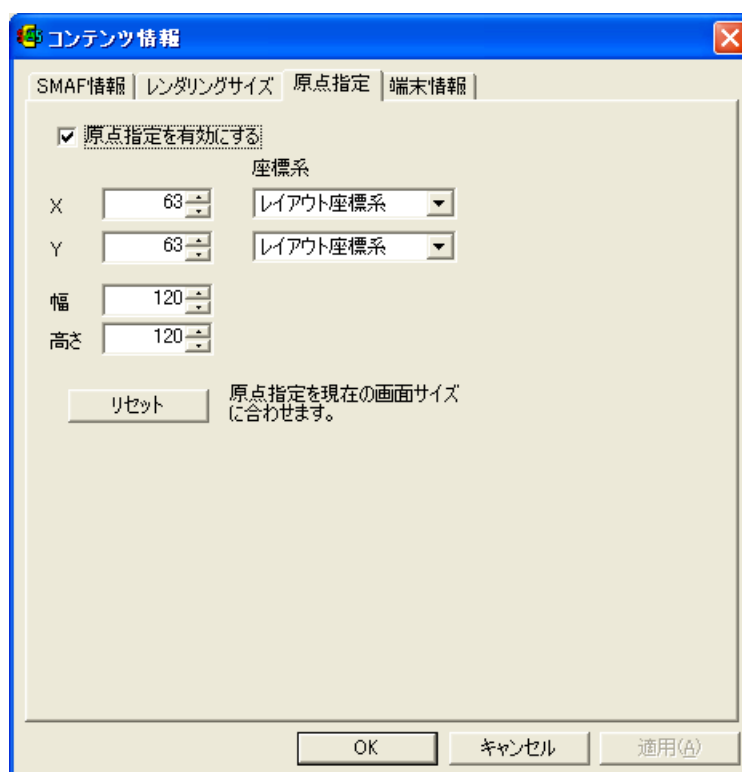 コンテンツ情報
SMAF情報 レンダリングサイズ 原点指定 端末情報
原点指定を有効にする
座標系
X 63 レイアウト座標系
Y 63 レイアウト座標系
幅 120
高さ 120
リセット 原点指定を現在の画面サイズ
に合わせます。
OK キャンセル 適用(A)